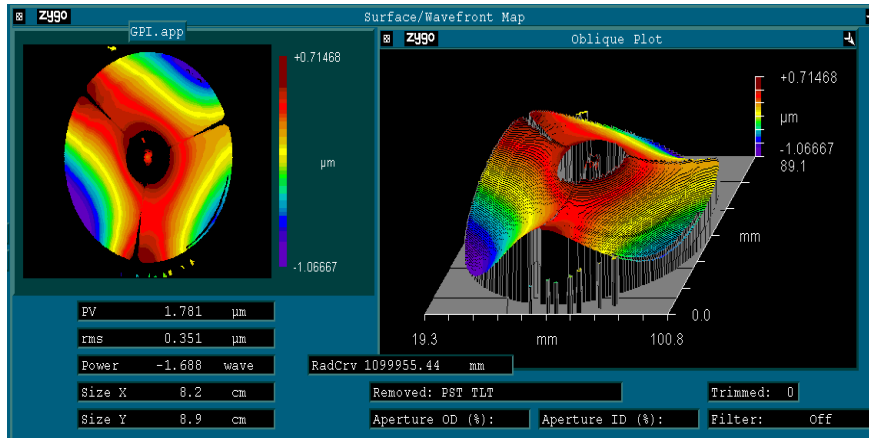 zygo Surface/Wavefront Map
GPI.app
zygo Oblique Plot
+0.71468
µm
-1.06667
+0.71468
µm
-1.06667
89.1
mm
0.0
19.3 mm 100.8
PV 1.781 µm
rms 0.351 µm
Power -1.688 wave
Size X 8.2 cm
Size Y 8.9 cm
RadCrv 1099955.44 mm
Removed: PST TLT
Trimmed: 0
Aperture OD (%):
Aperture ID (%):
Filter: Off